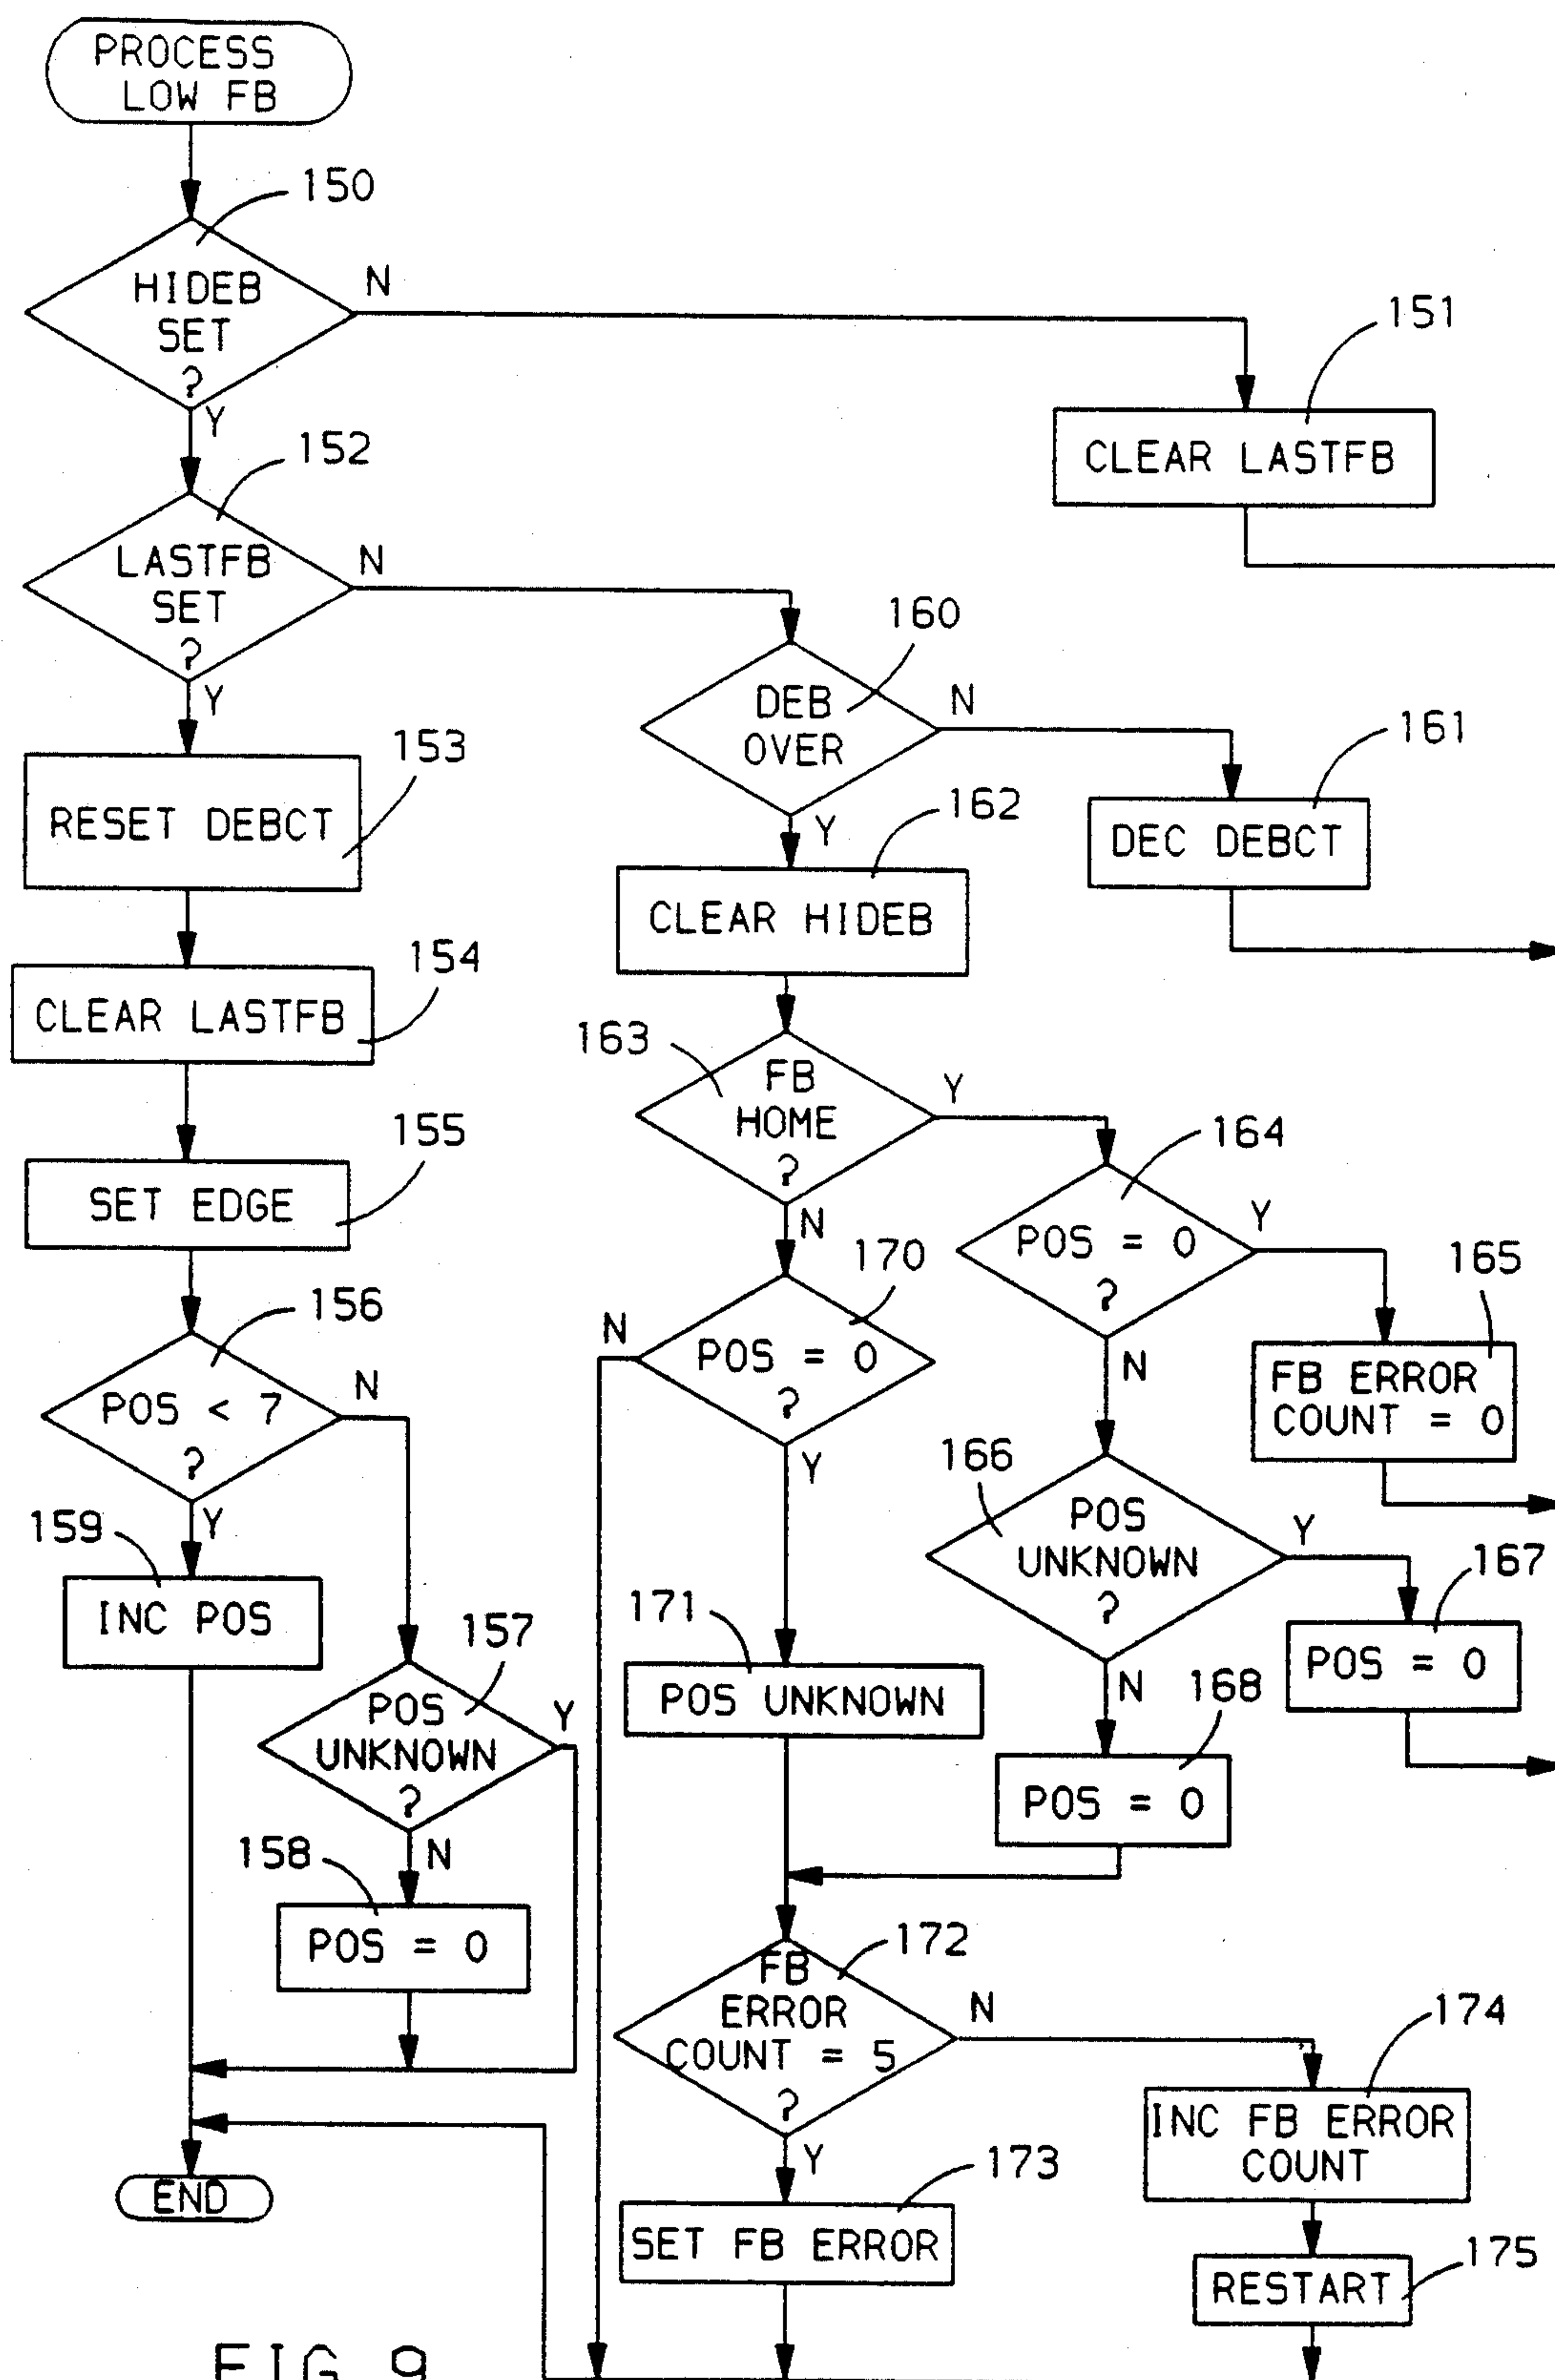 PROCESS
LOW FB
150
HIDEB
SET
?
N
Y
151
CLEAR LASTFB
152
LASTFB
SET
?
N
Y
160
DEB
OVER
N
Y
161
DEC DEBCT
153
RESET DEBCT
162
CLEAR HIDEB
154
CLEAR LASTFB
163
FB
HOME
?
Y
N
164
POS = 0
?
Y
N
155
SET EDGE
170
POS = 0
?
N
Y
165
FB ERROR
COUNT = 0
156
POS < 7
?
N
Y
166
POS
UNKNOWN
?
Y
N
167
POS = 0
159
INC POS
157
POS
UNKNOWN
?
Y
N
171
POS UNKNOWN
168
POS = 0
158
POS = 0
172
FB
ERROR
COUNT = 5
?
N
Y
174
INC FB ERROR
COUNT
END
173
SET FB ERROR
175
RESTART
FIG 9